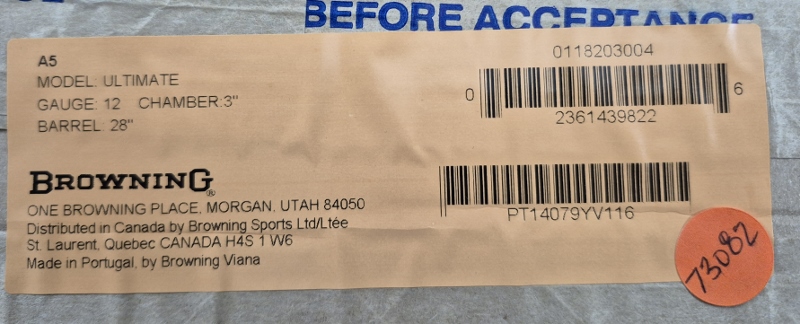 BEFORE ACCEPTANCE
A5
MODEL: ULTIMATE
GAUGE: 12 CHAMBER:3"
BARREL: 28"
0118203004
0 2361439822 6
BROWNING®
ONE BROWNING PLACE, MORGAN, UTAH 84050
Distributed in Canada by Browning Sports Ltd/Ltée
St. Laurent, Quebec CANADA H4S 1 W6
Made in Portugal, by Browning Viana
PT14079YV116
73082